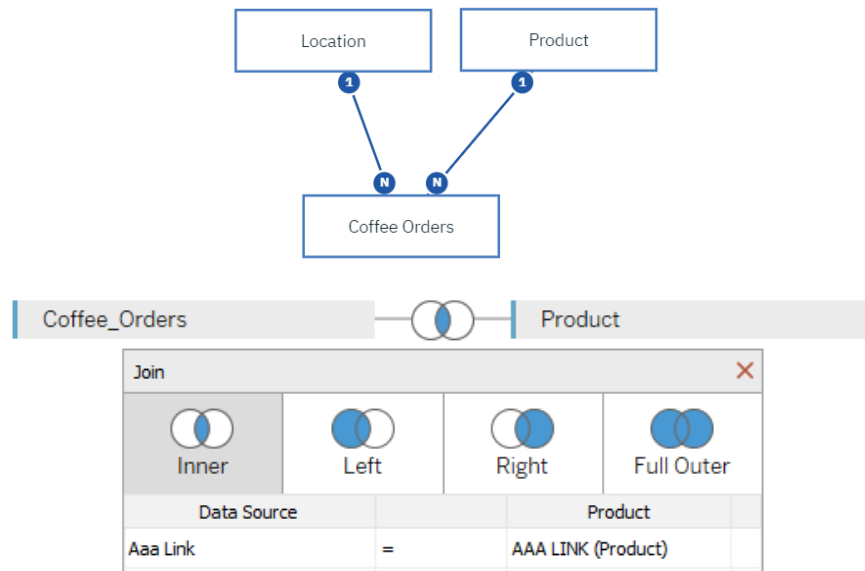 Location
Product
1
1
N
N
Coffee Orders
Coffee_Orders
Product
Join
Inner
Left
Right
Full Outer
Data Source
Product
Aaa Link
=
AAA LINK (Product)